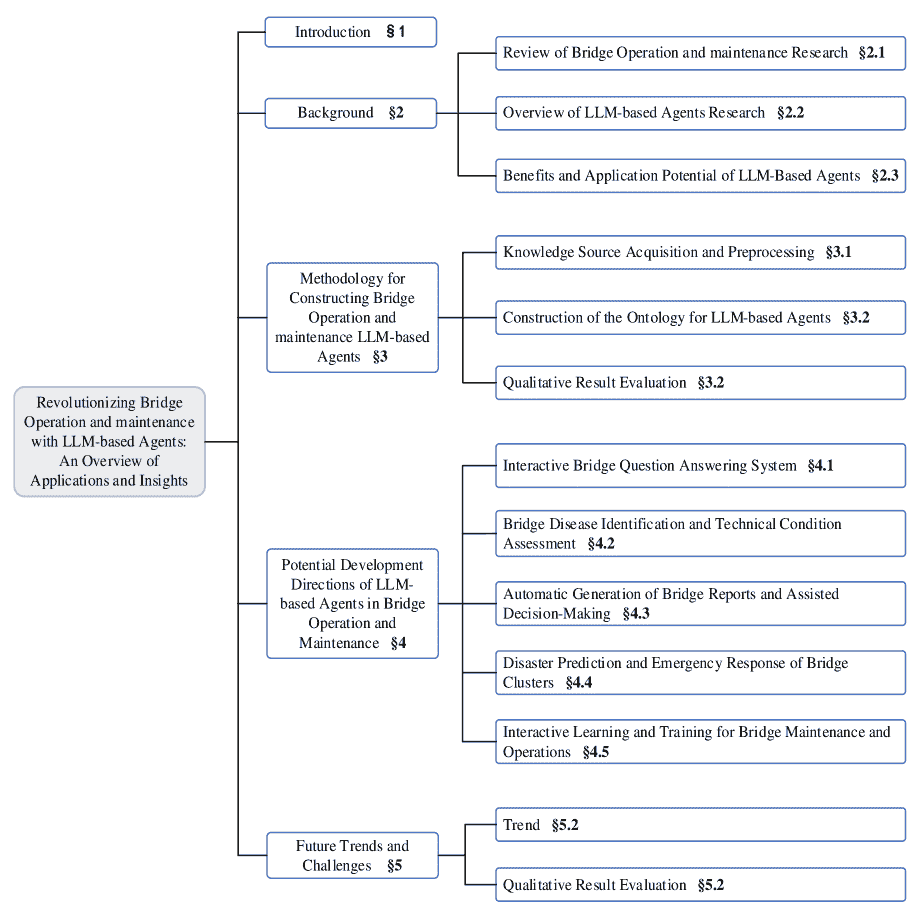 Revolutionizing Bridge
Operation and maintenance
with LLM-based Agents:
An Overview of
Applications and Insights
Introduction §1
Background §2
Review of Bridge Operation and maintenance Research §2.1
Overview of LLM-based Agents Research §2.2
Benefits and Application Potential of LLM-Based Agents §2.3
Methodology for
Constructing Bridge
Operation and
maintenance LLM-based
Agents §3
Knowledge Source Acquisition and Preprocessing §3.1
Construction of the Ontology for LLM-based Agents §3.2
Qualitative Result Evaluation §3.2
Potential Development
Directions of LLM-
based Agents in Bridge
Operation and
Maintenance §4
Interactive Bridge Question Answering System §4.1
Bridge Disease Identification and Technical Condition
Assessment §4.2
Automatic Generation of Bridge Reports and Assisted
Decision-Making §4.3
Disaster Prediction and Emergency Response of Bridge
Clusters §4.4
Interactive Learning and Training for Bridge Maintenance and
Operations §4.5
Future Trends and
Challenges §5
Trend §5.2
Qualitative Result Evaluation §5.2